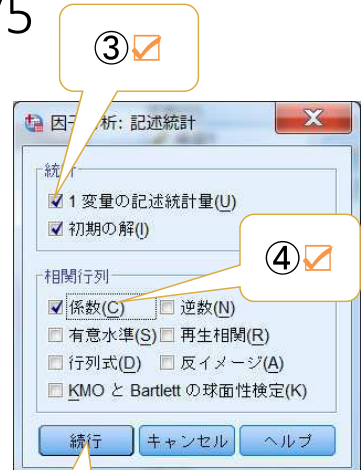 /5
③☑
因子分析: 記述統計
統計
☑ 1 変量の記述統計量(U)
☑ 初期の解(I)
④☑
相関行列
☑ 係数(C) ☐ 逆数(N)
☐ 有意水準(S) ☐ 再生相関(R)
☐ 行列式(D) ☐ 反イメージ(A)
☐ KMO と Bartlett の球面性検定(K)
続行 キャンセル ヘルプ